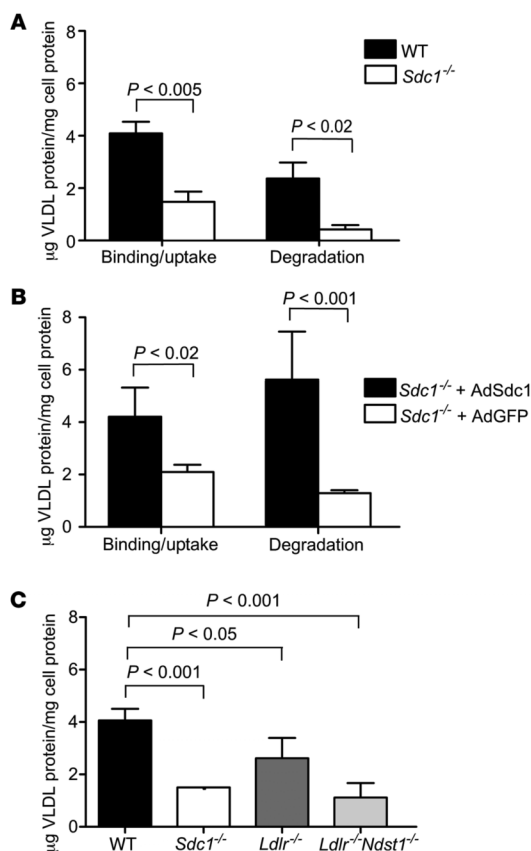 A
μg VLDL protein/mg cell protein
8
6
4
2
0
P < 0.005
P < 0.02
WT
Sdc1-/-
Binding/uptake
Degradation
B
μg VLDL protein/mg cell protein
8
6
4
2
0
P < 0.02
P < 0.001
Sdc1-/- + AdSdc1
Sdc1-/- + AdGFP
Binding/uptake
Degradation
C
μg VLDL protein/mg cell protein
8
6
4
2
0
P < 0.001
P < 0.05
P < 0.001
WT
Sdc1-/-
Ldlr-/-
Ldlr-/-Ndst1-/-